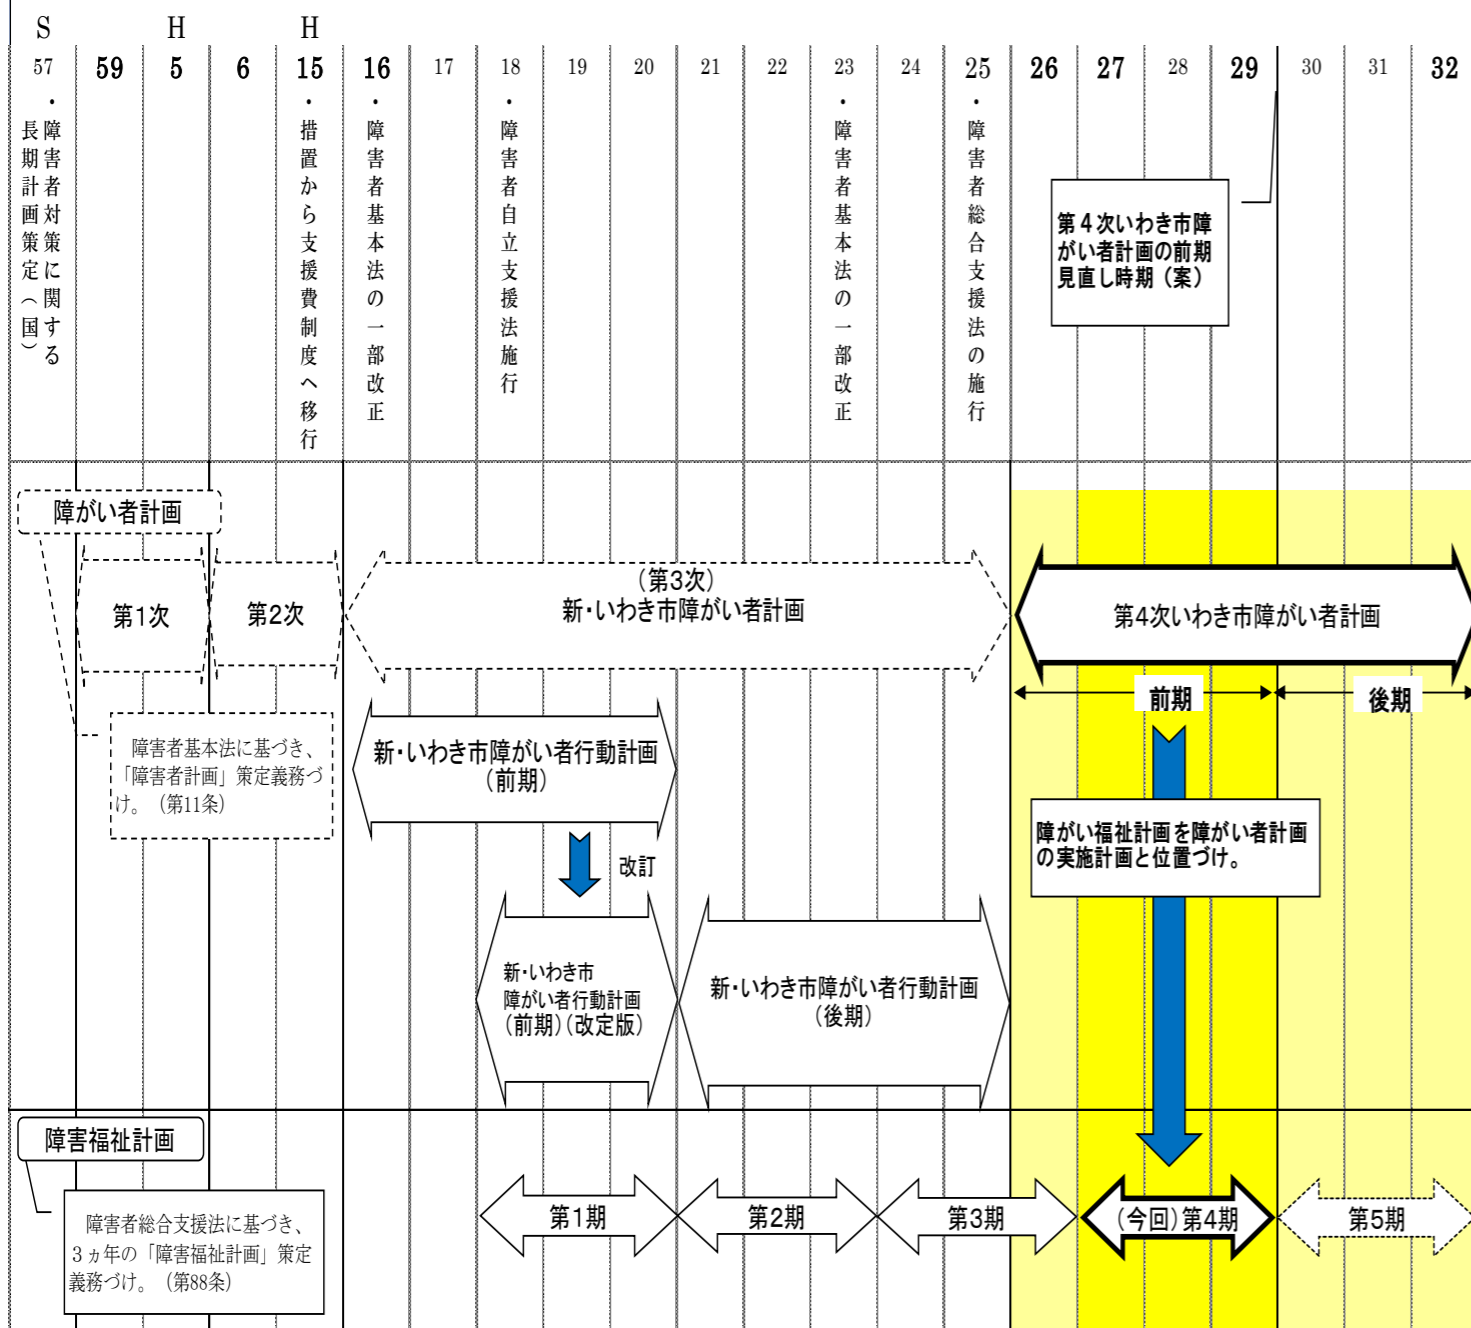 S H H
57 59 5 6 15 16 17 18 19 20 21 22 23 24 25 26 27 28 29 30 31 32
・障害者対策に関する
長期計画策定（国）
・措置から支援費制度へ移行
・障害者基本法の一部改正
・障害者自立支援法施行
・障害者基本法の一部改正
・障害者総合支援法の施行
第４次いわき市障
がい者計画の前期
見直し時期（案）
障がい者計画
第1次
第2次
(第3次)
新・いわき市障がい者計画
第4次いわき市障がい者計画
前期
後期
障害者基本法に基づき、
「障害者計画」策定義務づ
け。（第11条）
新・いわき市障がい者行動計画
(前期)
改訂
障がい福祉計画を障がい者計画
の実施計画と位置づけ。
新・いわき市
障がい者行動計画
(前期)(改定版)
新・いわき市障がい者行動計画
(後期)
障害福祉計画
障害者総合支援法に基づき、
３ヵ年の「障害福祉計画」策定
義務づけ。（第88条）
第1期
第2期
第3期
(今回)第4期
第5期